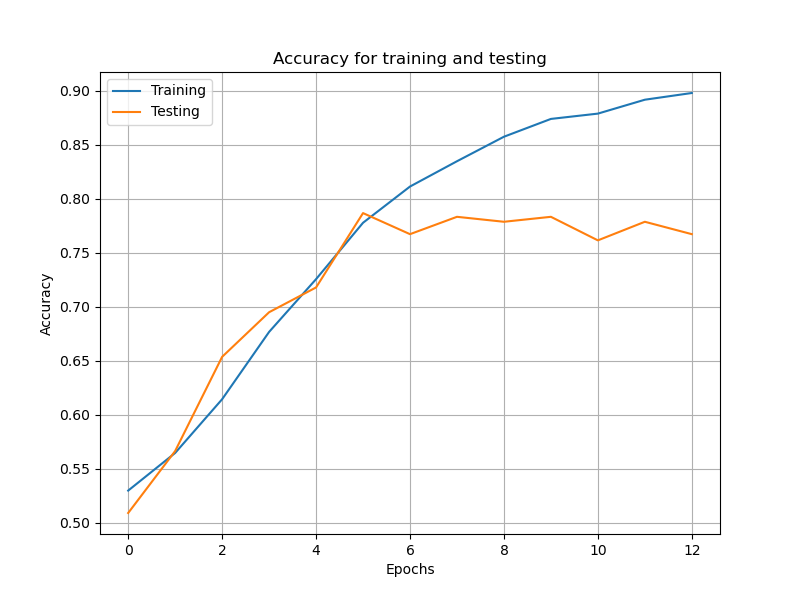 Accuracy for training and testing
Training
Testing
0.90
0.85
0.80
0.75
0.70
0.65
0.60
0.55
0.50
Accuracy
0 2 4 6 8 10 12
Epochs